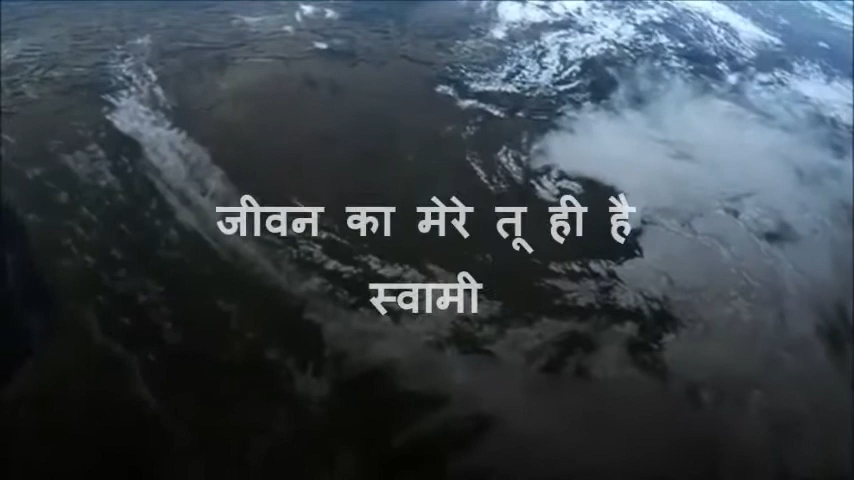 जीवन का मेरे तू ही है
स्वामी